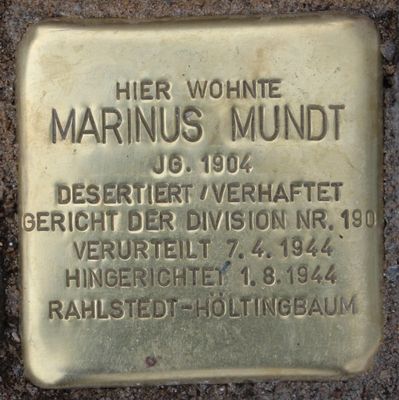 HIER WOHNTE
MARINUS MUNDT
JG. 1904
DESERTIERT/VERHAFTET
GERICHT DER DIVISION NR. 190
VERURTEILT 7.4.1944
HINGERICHTET 1.8.1944
RAHLSTEDT-HÖLTINGBAUM